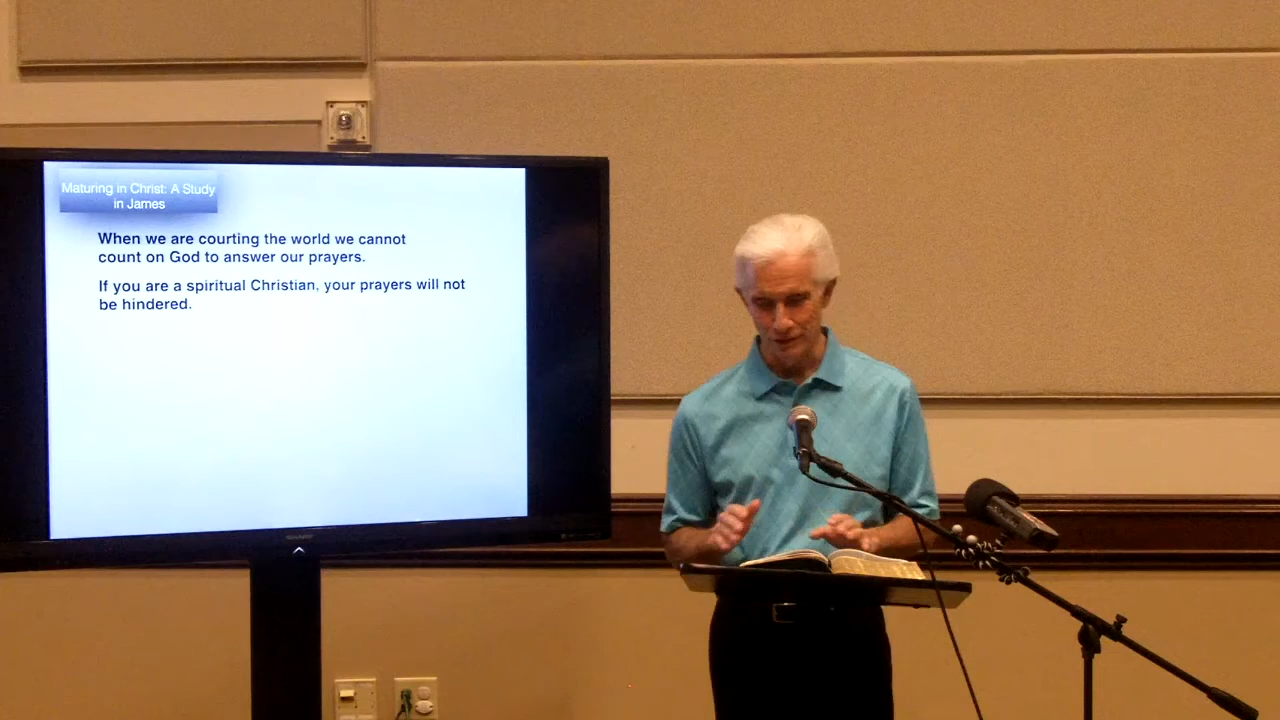 Maturing in Christ: A Study
in James
When we are courting the world we cannot
count on God to answer our prayers.
If you are a spiritual Christian, your prayers will not
be hindered.
SHARP